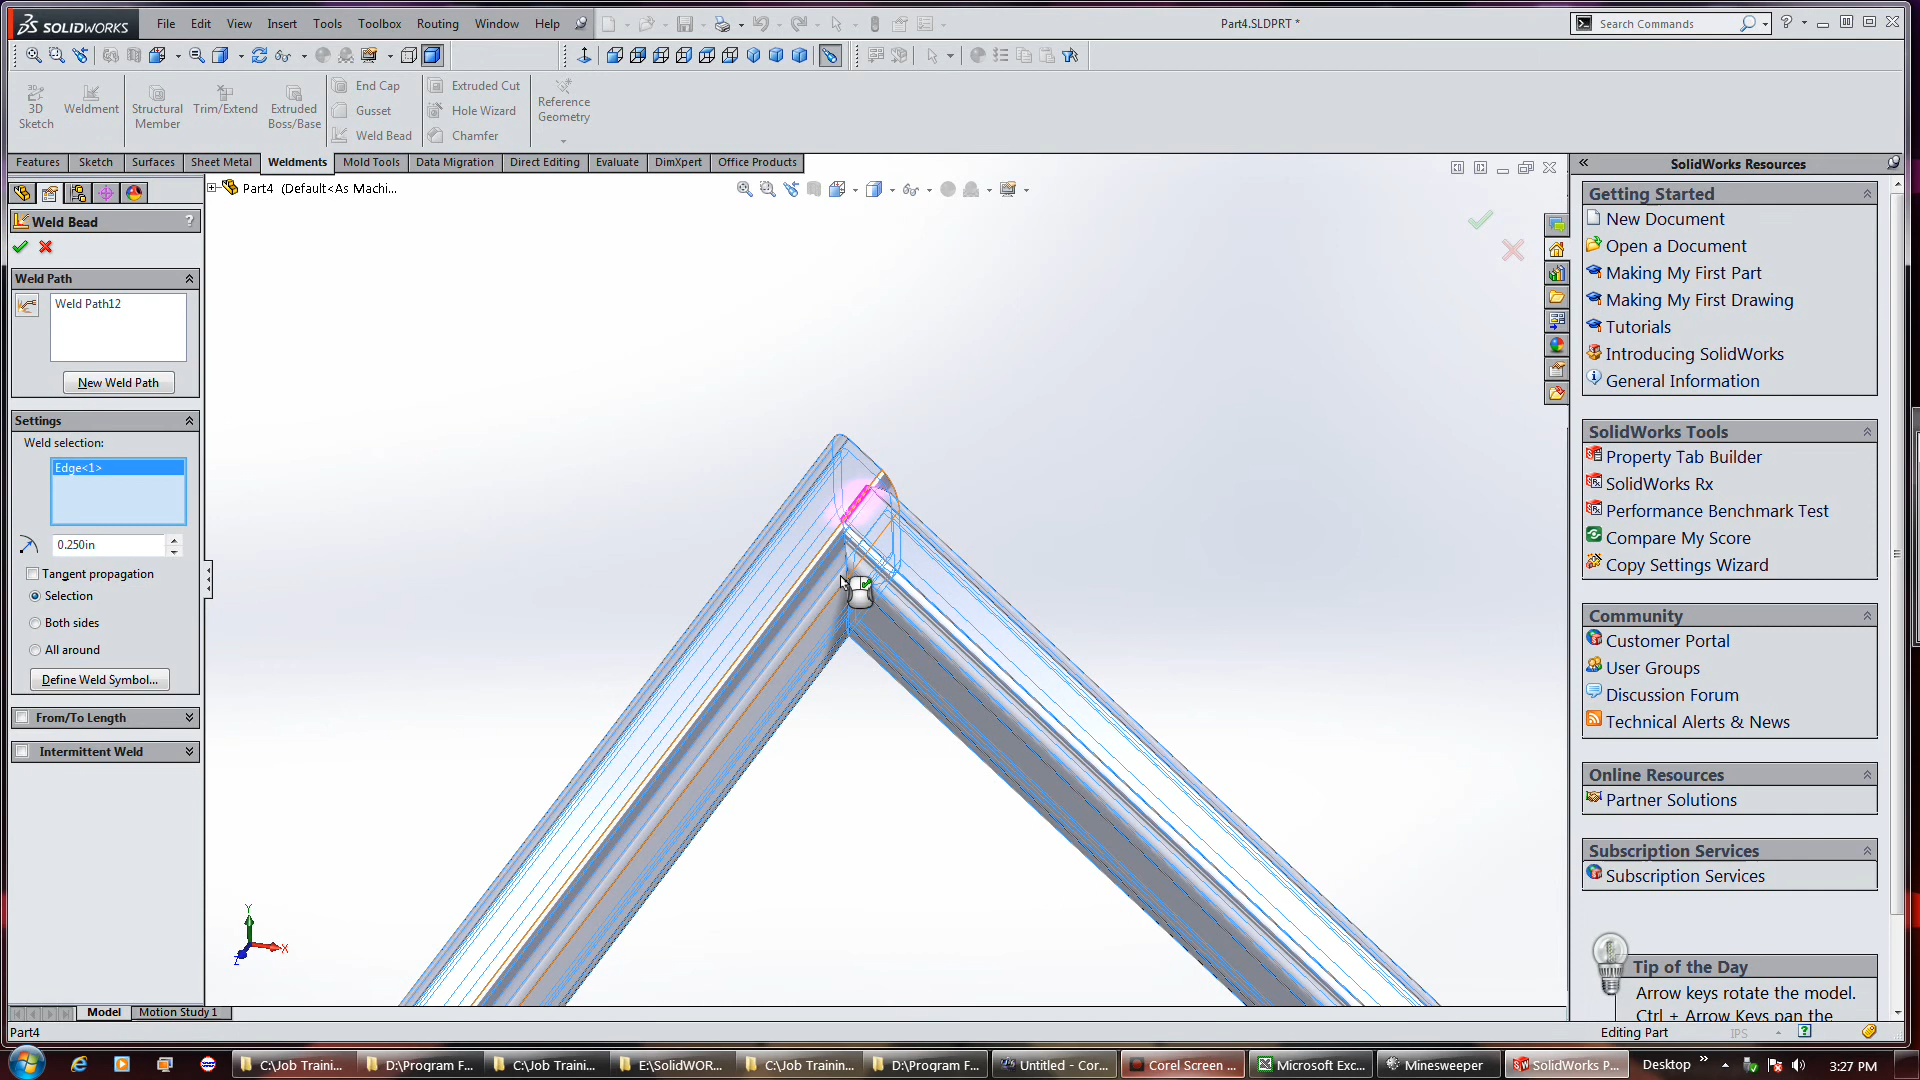 SOLIDWORKS
File Edit View Insert Tools Toolbox Routing Window Help
Part4.SLDPRT *
Search Commands
3D Sketch
Weldment
Structural Member
Trim/Extend
Extruded Boss/Base
End Cap
Gusset
Weld Bead
Extruded Cut
Hole Wizard
Chamfer
Reference Geometry
Features Sketch Surfaces Sheet Metal Weldments Mold Tools Data Migration Direct Editing Evaluate DimXpert Office Products
Part4 (Default<As Machi...
Weld Bead ?
Weld Path
Weld Path12
New Weld Path
Settings
Weld selection:
Edge<1>
0.250in
Tangent propagation
Selection
Both sides
All around
Define Weld Symbol...
From/To Length
Intermittent Weld
Y
X
Z
SolidWorks Resources
Getting Started
New Document
Open a Document
Making My First Part
Making My First Drawing
Tutorials
Introducing SolidWorks
General Information
SolidWorks Tools
Property Tab Builder
SolidWorks Rx
Performance Benchmark Test
Compare My Score
Copy Settings Wizard
Community
Customer Portal
User Groups
Discussion Forum
Technical Alerts & News
Online Resources
Partner Solutions
Subscription Services
Subscription Services
Tip of the Day
Arrow keys rotate the model.
Ctrl + Arrow Keys pan the
Model Motion Study 1
Part4
Editing Part
IPS
C:\Job Traini...
D:\Program F...
C:\Job Traini...
E:\SolidWOR...
C:\Job Trainin...
D:\Program F...
Untitled - Cor...
Corel Screen ...
Microsoft Exc...
Minesweeper
SolidWorks P...
Desktop
3:27 PM